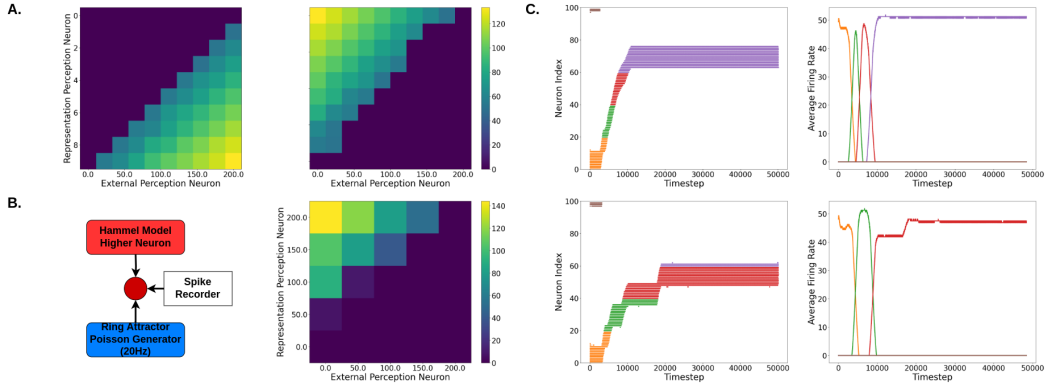 A.
Representation Perception Neuron
0
2
4
6
8
0.0 50.0 100.0 150.0 200.0
External Perception Neuron
0.0 50.0 100.0 150.0 200.0
External Perception Neuron
120
100
80
60
40
20
0
B.
Hammel Model
Higher Neuron
Spike
Recorder
Ring Attractor
Poisson Generator
(20Hz)
Representation Perception Neuron
200.0
150.0
100.0
50.0
0.0
0.0 50.0 100.0 150.0 200.0
External Perception Neuron
140
120
100
80
60
40
20
0
C.
Neuron Index
100
80
60
40
20
0
0 10000 20000 30000 40000 50000
Timestep
Average Firing Rate
50
40
30
20
10
0
0 10000 20000 30000 40000 50000
Timestep
Neuron Index
100
80
60
40
20
0
0 10000 20000 30000 40000 50000
Timestep
Average Firing Rate
50
40
30
20
10
0
0 10000 20000 30000 40000 50000
Timestep